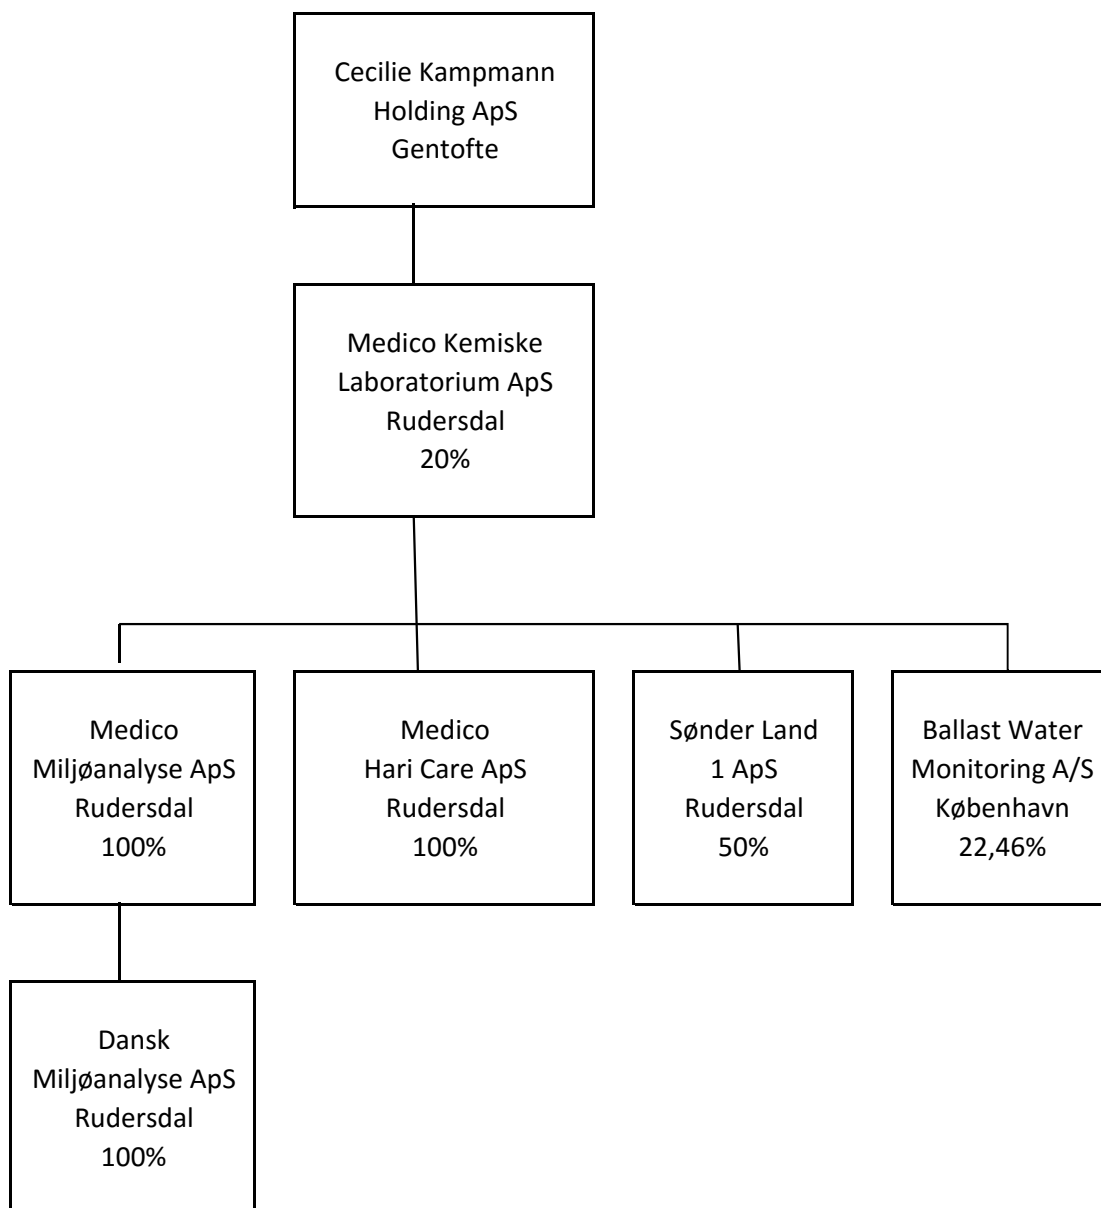 Cecilie Kampmann
Holding ApS
Gentofte
Medico Kemiske
Laboratorium ApS
Rudersdal
20%
Medico
Miljøanalyse ApS
Rudersdal
100%
Medico
Hari Care ApS
Rudersdal
100%
Sønder Land
1 ApS
Rudersdal
50%
Ballast Water
Monitoring A/S
København
22,46%
Dansk
Miljøanalyse ApS
Rudersdal
100%